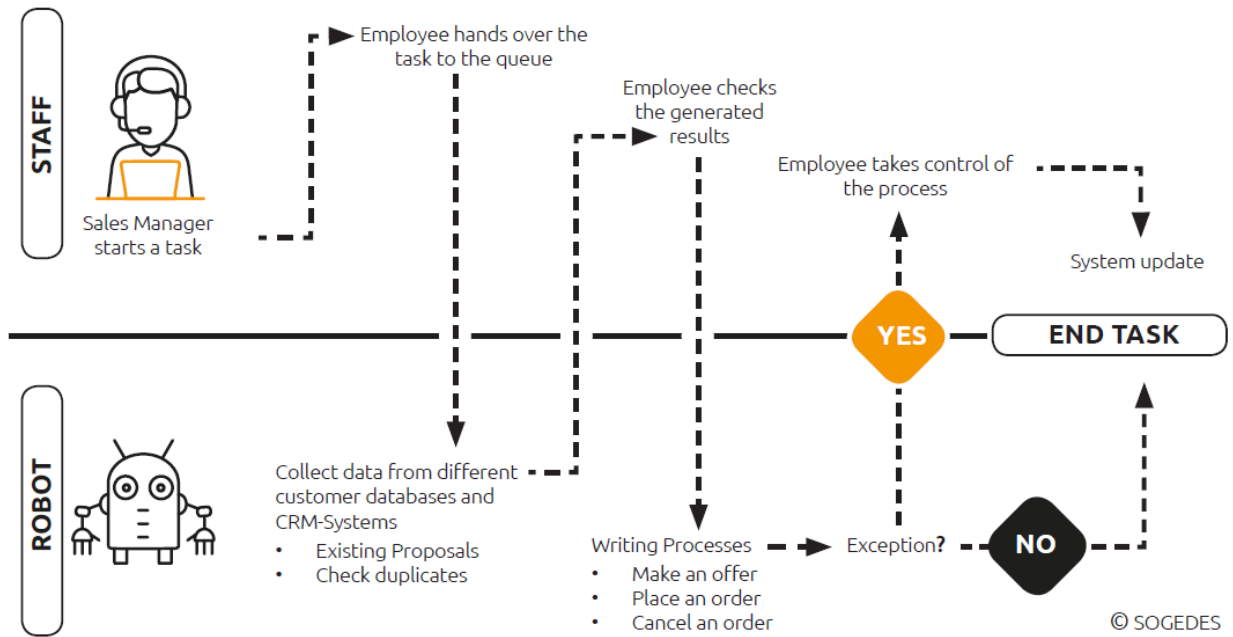 STAFF
Sales Manager
starts a task
Employee hands over the
task to the queue
Employee checks
the generated
results
Employee takes control of
the process
System update
YES
END TASK
ROBOT
Collect data from different
customer databases and
CRM-Systems
• Existing Proposals
• Check duplicates
Writing Processes
• Make an offer
• Place an order
• Cancel an order
Exception?
NO
© SOGEDES